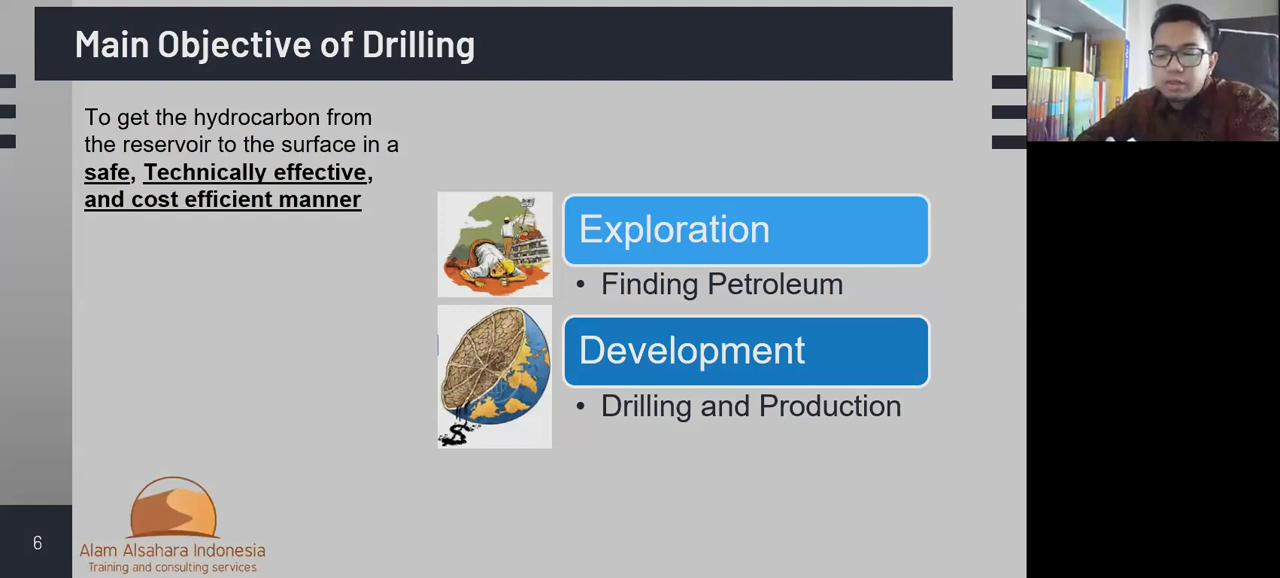 Main Objective of Drilling
To get the hydrocarbon from
the reservoir to the surface in a
safe, Technically effective,
and cost efficient manner
Exploration
• Finding Petroleum
Development
• Drilling and Production
$
6
Alam Alsahara Indonesia
Training and consulting services